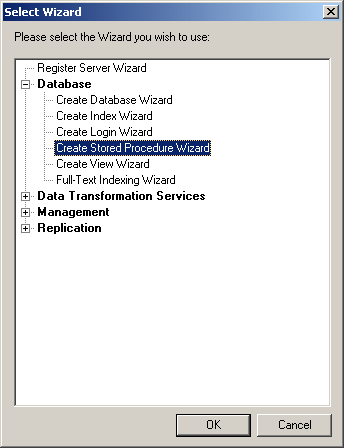 Select Wizard
Please select the Wizard you wish to use:
Register Server Wizard
Database
Create Database Wizard
Create Index Wizard
Create Login Wizard
Create Stored Procedure Wizard
Create View Wizard
Full-Text Indexing Wizard
Data Transformation Services
Management
Replication
OK Cancel